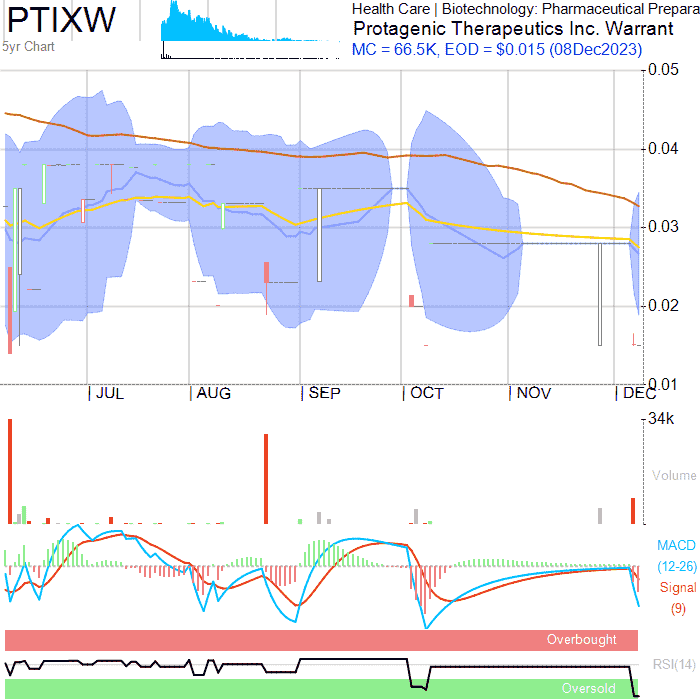 PTIXW
5yr Chart
Health Care | Biotechnology: Pharmaceutical Prepara
Protagenic Therapeutics Inc. Warrant
MC = 66.5K, EOD = $0.015 (08Dec2023)
0.05
0.04
0.03
0.02
0.01
JUL
AUG
SEP
OCT
NOV
DEC
34k
Volume
MACD
(12-26)
Signal
(9)
Overbought
RSI(14)
Oversold